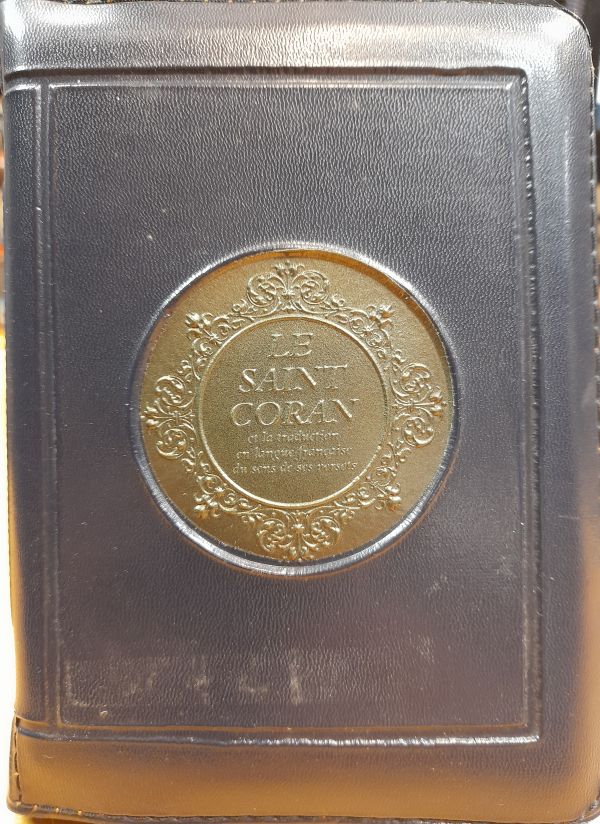 LE
SAINT
CORAN
et la traduction
en langue française
du sens de ses versets